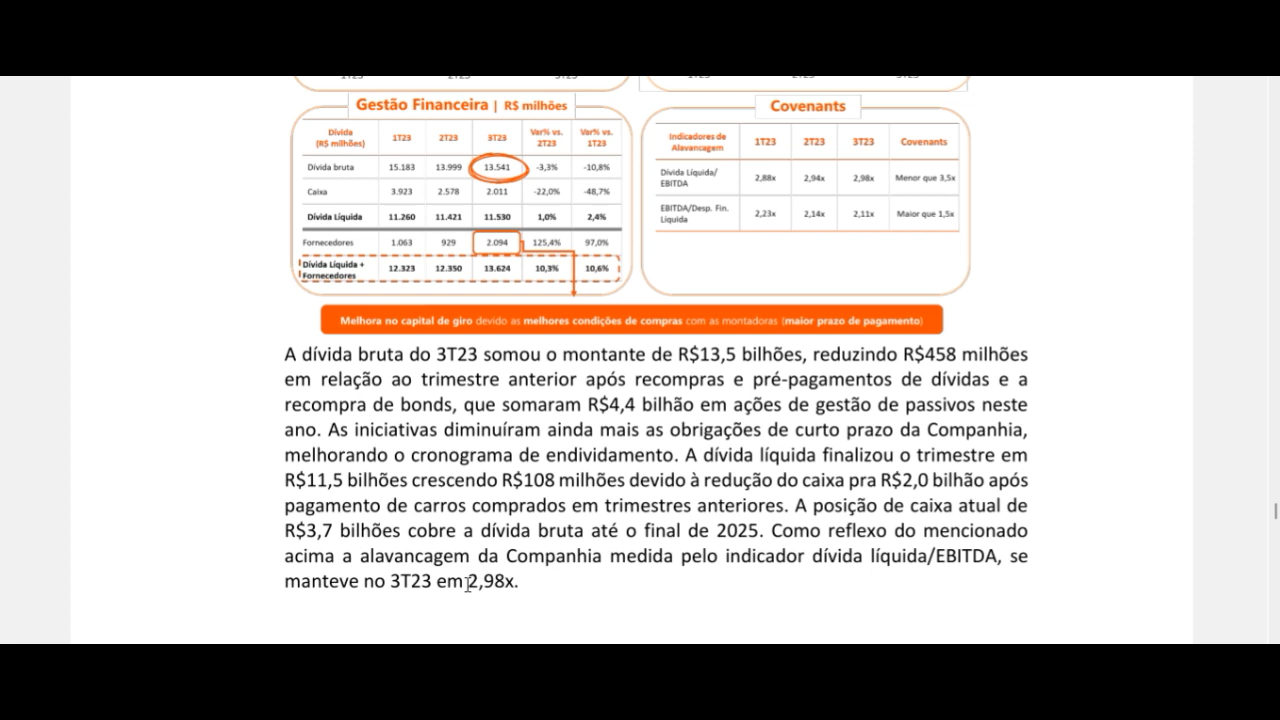 Gestão Financeira | R$ milhões
Dívida (R$ milhões) 1T23 2T23 3T23 Var% vs. 2T23 Var% vs. 1T23
Dívida bruta 15.183 13.999 13.541 -3,3% -10,8%
Caixa 3.923 2.578 2.011 -22,0% -48,7%
Dívida Líquida 11.260 11.421 11.530 1,0% 2,4%
Fornecedores 1.063 929 2.094 125,4% 97,0%
Dívida Líquida + Fornecedores 12.323 12.350 13.624 10,3% 10,6%
Covenants
Indicadores de Alavancagem 1T23 2T23 3T23 Covenants
Dívida Líquida/ EBITDA 2,88x 2,94x 2,98x Menor que 3,5x
EBITDA/Desp. Fin. Líquida 2,23x 2,14x 2,11x Maior que 1,5x
Melhora no capital de giro devido as melhores condições de compras com as montadoras (maior prazo de pagamento)
A dívida bruta do 3T23 somou o montante de R$13,5 bilhões, reduzindo R$458 milhões
em relação ao trimestre anterior após recompras e pré-pagamentos de dívidas e a
recompra de bonds, que somaram R$4,4 bilhão em ações de gestão de passivos neste
ano. As iniciativas diminuíram ainda mais as obrigações de curto prazo da Companhia,
melhorando o cronograma de endividamento. A dívida líquida finalizou o trimestre em
R$11,5 bilhões crescendo R$108 milhões devido à redução do caixa pra R$2,0 bilhão após
pagamento de carros comprados em trimestres anteriores. A posição de caixa atual de
R$3,7 bilhões cobre a dívida bruta até o final de 2025. Como reflexo do mencionado
acima a alavancagem da Companhia medida pelo indicador dívida líquida/EBITDA, se
manteve no 3T23 em 2,98x.